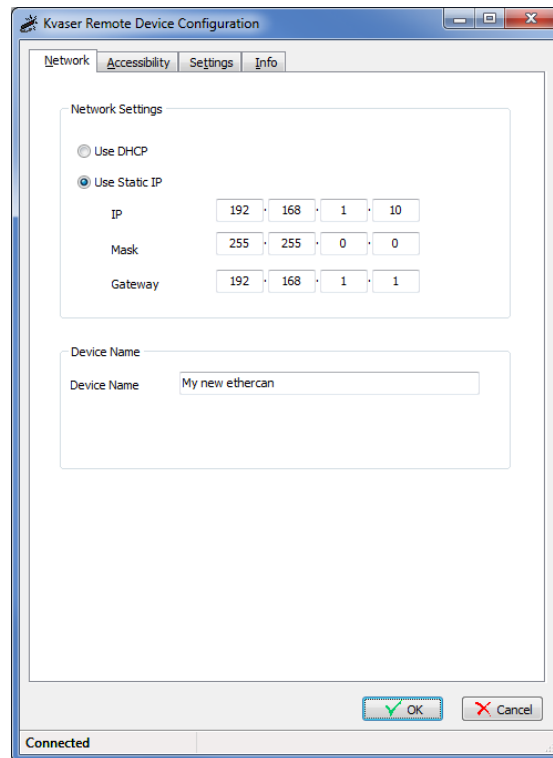 Kvaser Remote Device Configuration
Network Accessibility Settings Info
Network Settings
Use DHCP
Use Static IP
IP 192 . 168 . 1 . 10
Mask 255 . 255 . 0 . 0
Gateway 192 . 168 . 1 . 1
Device Name
Device Name My new ethercan
OK Cancel
Connected